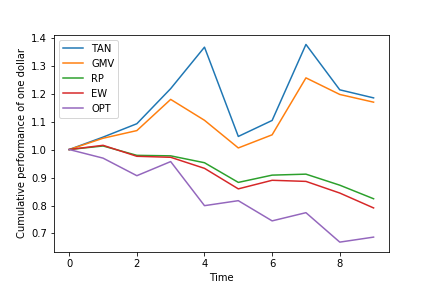 1.4
1.3
1.2
1.1
1.0
0.9
0.8
0.7
Cumulative performance of one dollar
TAN
GMV
RP
EW
OPT
0 2 4 6 8
Time